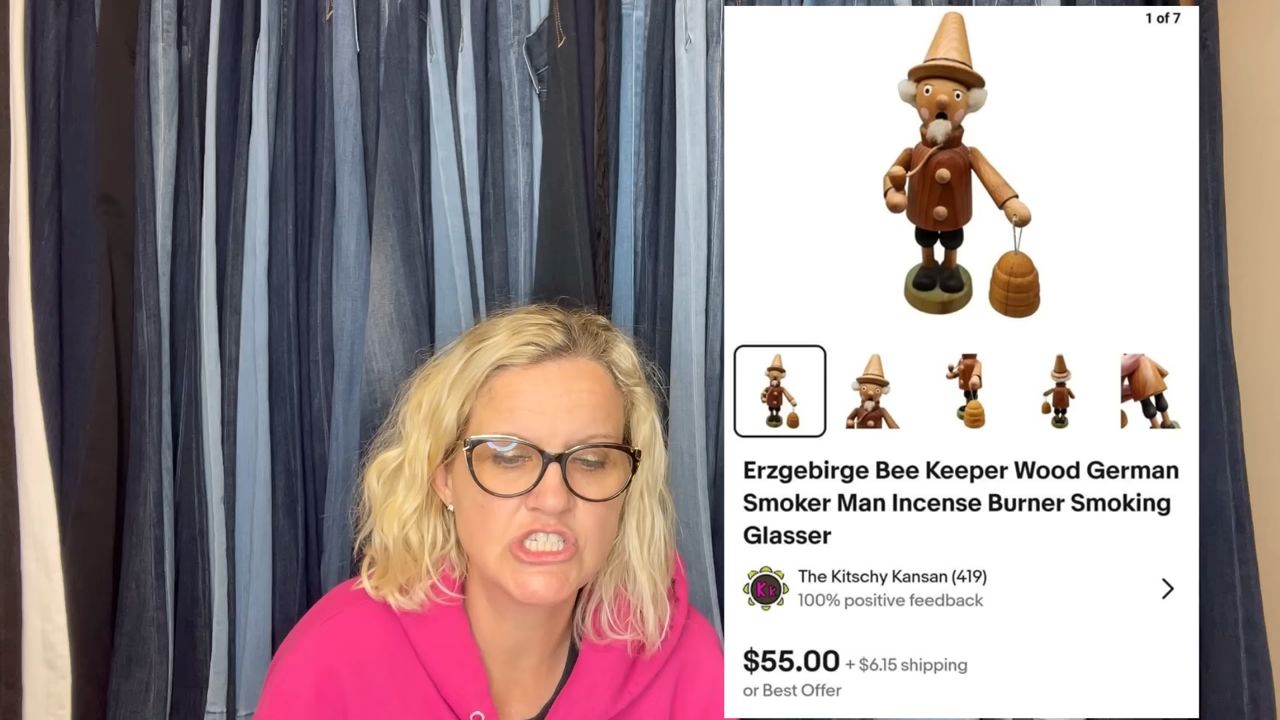 1 of 7
Erzgebirge Bee Keeper Wood German
Smoker Man Incense Burner Smoking
Glasser
The Kitschy Kansan (419)
Kk
100% positive feedback
$55.00 + $6.15 shipping
or Best Offer